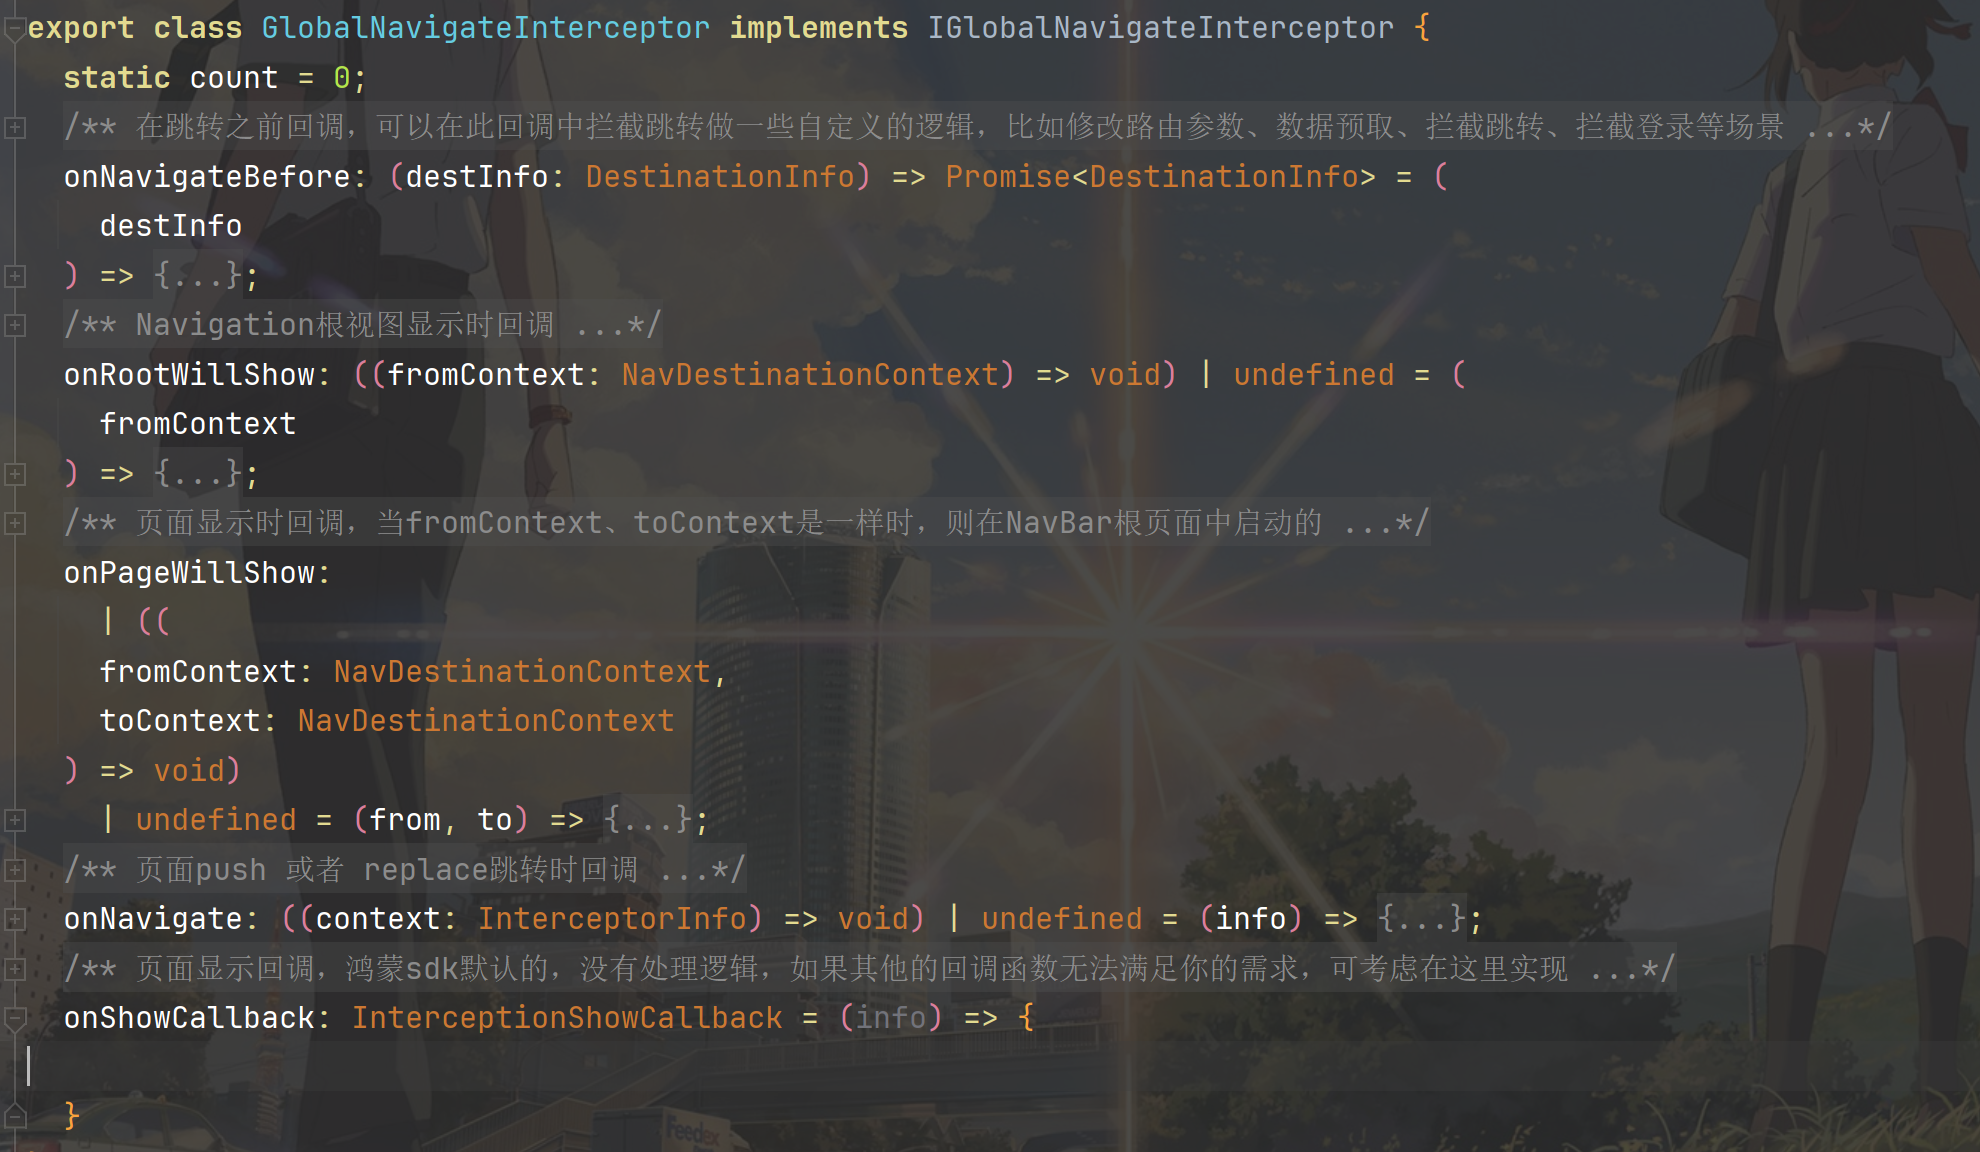 export class GlobalNavigateInterceptor implements IGlobalNavigateInterceptor {
static count = 0;
/** 在跳转之前回调，可以在此回调中拦截跳转做一些自定义的逻辑，比如修改路由参数、数据预取、拦截跳转、拦截登录等场景 ...*/
onNavigateBefore: (destInfo: DestinationInfo) => Promise<DestinationInfo> = (
destInfo
) => {...};
/** Navigation根视图显示时回调 ...*/
onRootWillShow: ((fromContext: NavDestinationContext) => void) | undefined = (
fromContext
) => {...};
/** 页面显示时回调，当fromContext、toContext是一样时，则在NavBar根页面中启动的 ...*/
onPageWillShow:
| ((
fromContext: NavDestinationContext,
toContext: NavDestinationContext
) => void)
| undefined = (from, to) => {...};
/** 页面push 或者 replace跳转时回调 ...*/
onNavigate: ((context: InterceptorInfo) => void) | undefined = (info) => {...};
/** 页面显示回调，鸿蒙sdk默认的，没有处理逻辑，如果其他的回调函数无法满足你的需求，可考虑在这里实现 ...*/
onShowCallback: InterceptionShowCallback = (info) => {
}